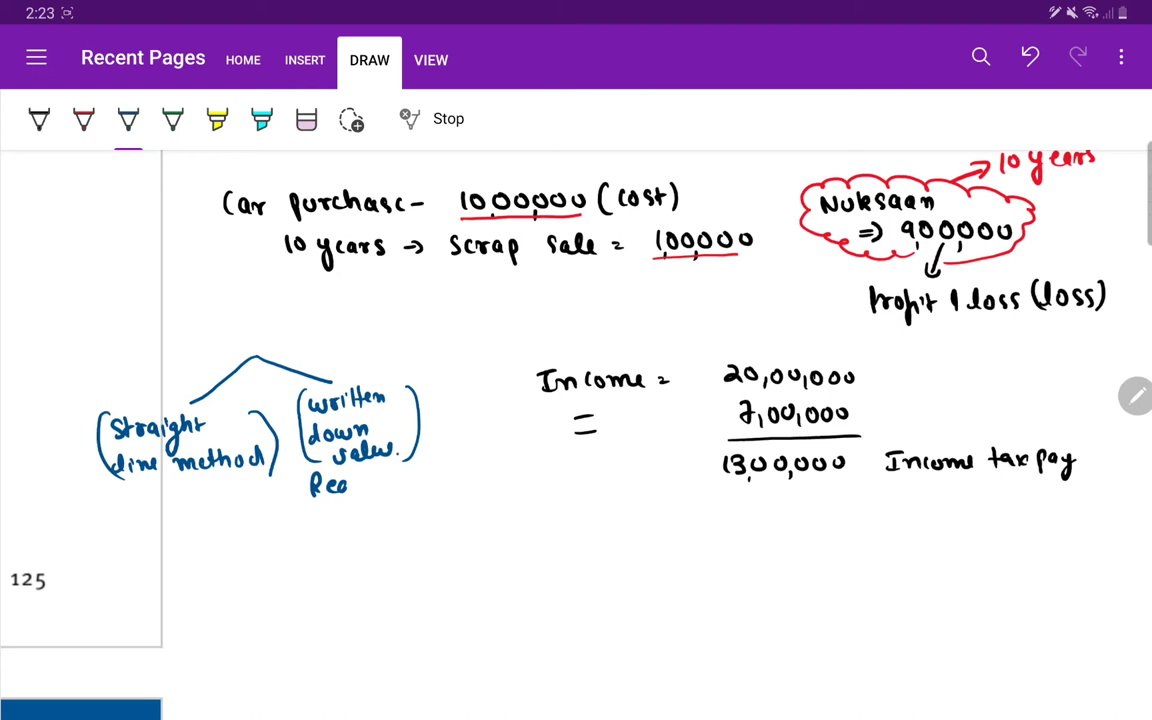 2:23
Recent Pages HOME INSERT DRAW VIEW
Stop
10 years
Car purchase- 10,00,000 (cost)
Nuksaan
⇒ 900,000
10 years → scrap sale = 1,00,000
Profit & loss (loss)
Income = 20,00,000
7,00,000
13,00,000 Income tax pay
=
(Straight
Line method)
(written
down
value.)
Rec
125